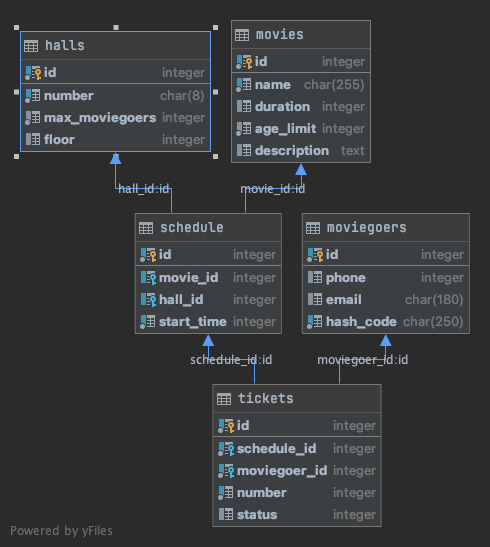 halls
id integer
number char(8)
max_moviegoers integer
floor integer
movies
id integer
name char(255)
duration integer
age_limit integer
description text
hall_id:id
movie_id:id
schedule
id integer
movie_id integer
hall_id integer
start_time integer
moviegoers
id integer
phone integer
email char(180)
hash_code char(250)
schedule_id:id
moviegoer_id:id
tickets
id integer
schedule_id integer
moviegoer_id integer
number integer
status integer
Powered by yFiles